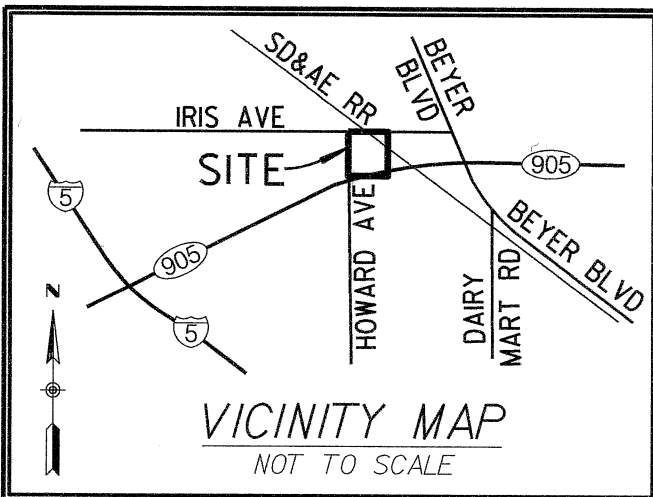 SD&AE RR
BEYER
BLVD
IRIS AVE
SITE
905
5
905
HOWARD AVE
BEYER BLVD
DAIRY
MART RD
N
5
VICINITY MAP
NOT TO SCALE